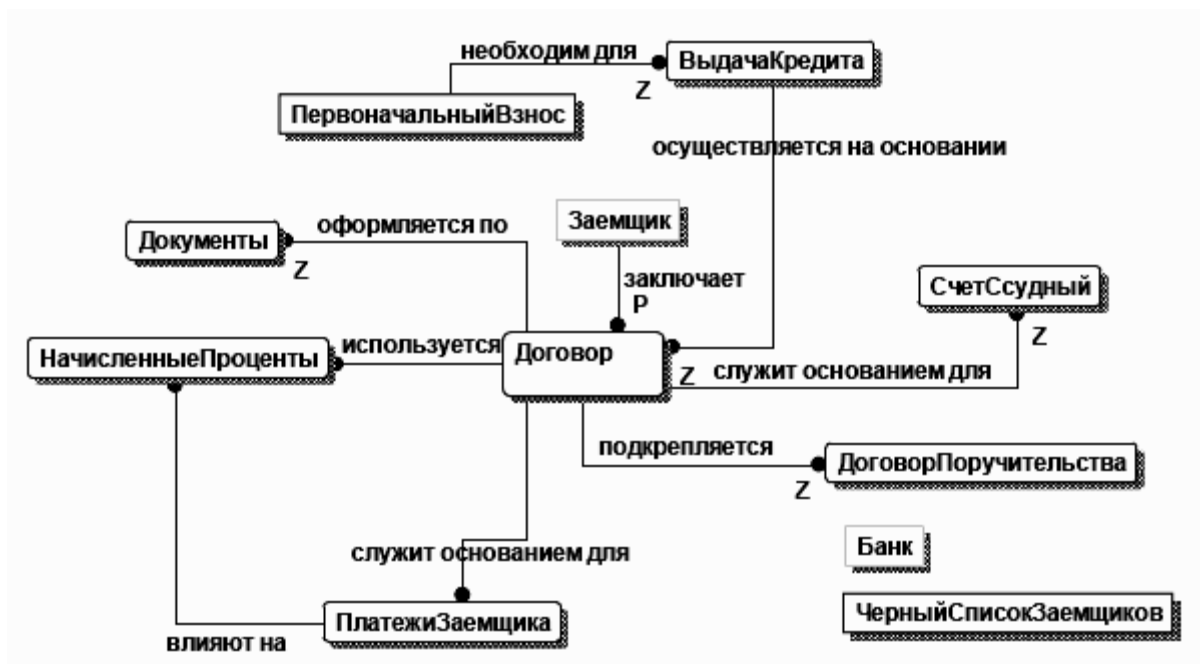 необходим для
ВыдачаКредита
Z
ПервоначальныйВзнос
осуществляется на основании
Заемщик
оформляется по
Документы
Z
заключает
P
СчетСсудный
Z
НачисленныеПроценты
используется
Договор
Z
служит основанием для
подкрепляется
ДоговорПоручительства
Z
Банк
служит основанием для
ЧерныйСписокЗаемщиков
ПлатежиЗаемщика
влияют на